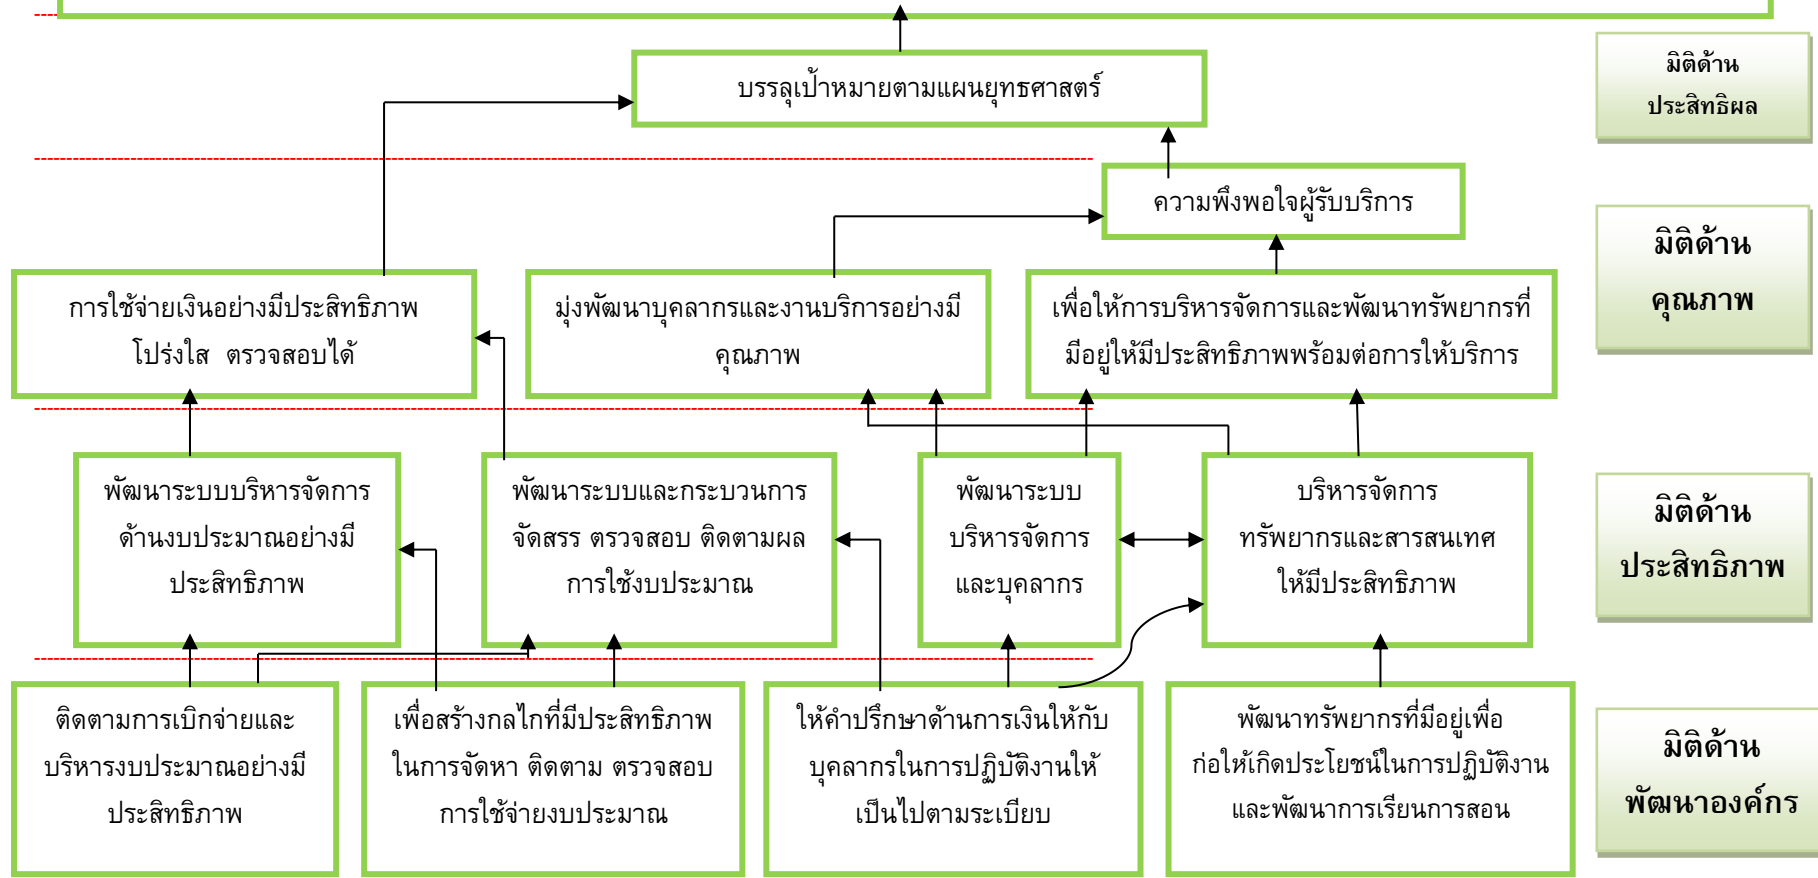 บรรลุเป้าหมายตามแผนยุทธศาสตร์
มิติด้าน
ประสิทธิผล
ความพึงพอใจผู้รับบริการ
การใช้จ่ายเงินอย่างมีประสิทธิภาพ
โปร่งใส ตรวจสอบได้
มุ่งพัฒนาบุคลากรและงานบริการอย่างมี
คุณภาพ
เพื่อให้การบริหารจัดการและพัฒนาทรัพยากรที่
มีอยู่ให้มีประสิทธิภาพพร้อมต่อการให้บริการ
มิติด้าน
คุณภาพ
พัฒนาระบบบริหารจัดการ
ด้านงบประมาณอย่างมี
ประสิทธิภาพ
พัฒนาระบบและกระบวนการ
จัดสรร ตรวจสอบ ติดตามผล
การใช้งบประมาณ
พัฒนาระบบ
บริหารจัดการ
และบุคลากร
บริหารจัดการ
ทรัพยากรและสารสนเทศ
ให้มีประสิทธิภาพ
มิติด้าน
ประสิทธิภาพ
ติดตามการเบิกจ่ายและ
บริหารงบประมาณอย่างมี
ประสิทธิภาพ
เพื่อสร้างกลไกที่มีประสิทธิภาพ
ในการจัดหา ติดตาม ตรวจสอบ
การใช้จ่ายงบประมาณ
ให้คำปรึกษาด้านการเงินให้กับ
บุคลากรในการปฏิบัติงานให้
เป็นไปตามระเบียบ
พัฒนาทรัพยากรที่มีอยู่เพื่อ
ก่อให้เกิดประโยชน์ในการปฏิบัติงาน
และพัฒนาการเรียนการสอน
มิติด้าน
พัฒนาองค์กร